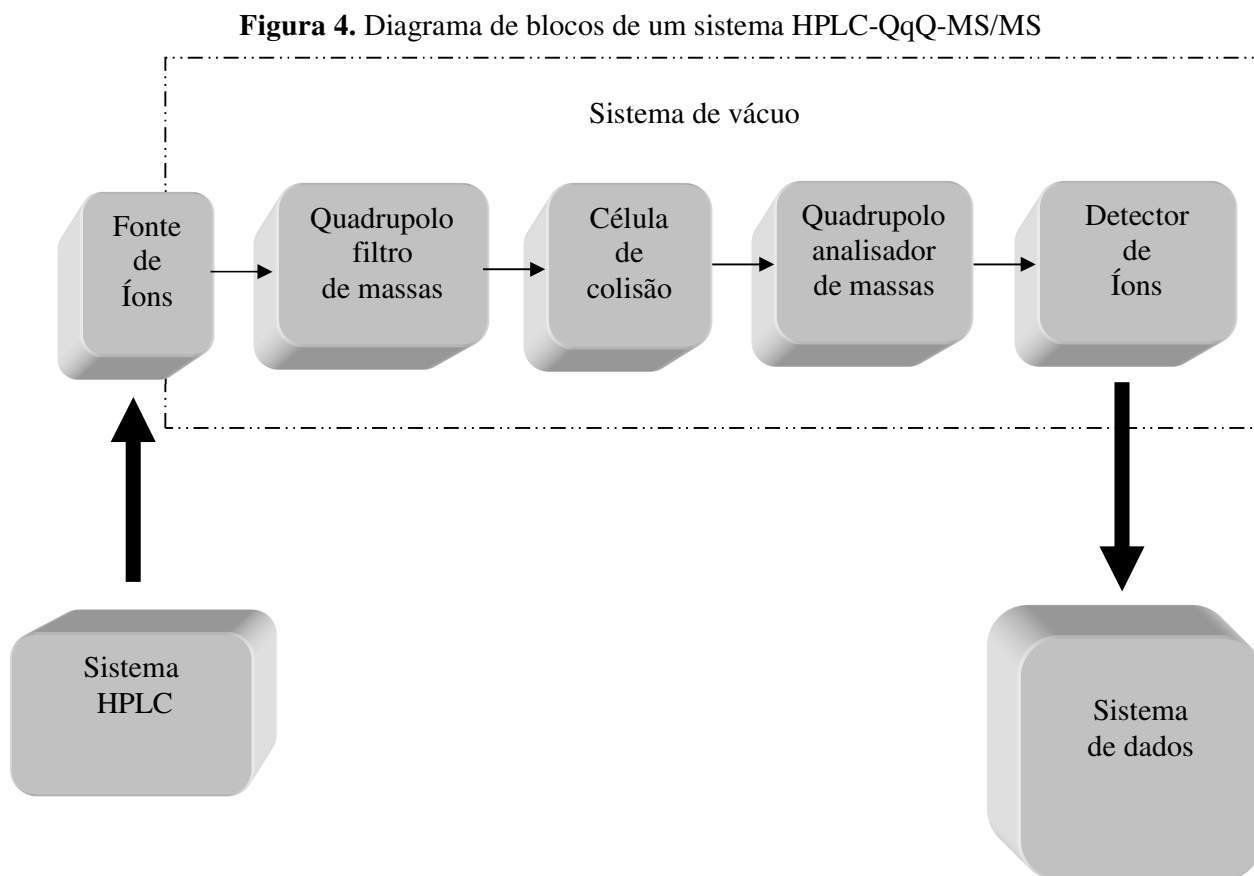 Figura 4. Diagrama de blocos de um sistema HPLC-QqQ-MS/MS
Sistema de vácuo
Fonte
de
Íons
Quadrupolo
filtro
de massas
Célula
de
colisão
Quadrupolo
analisador
de massas
Detector
de
Íons
Sistema
HPLC
Sistema
de dados